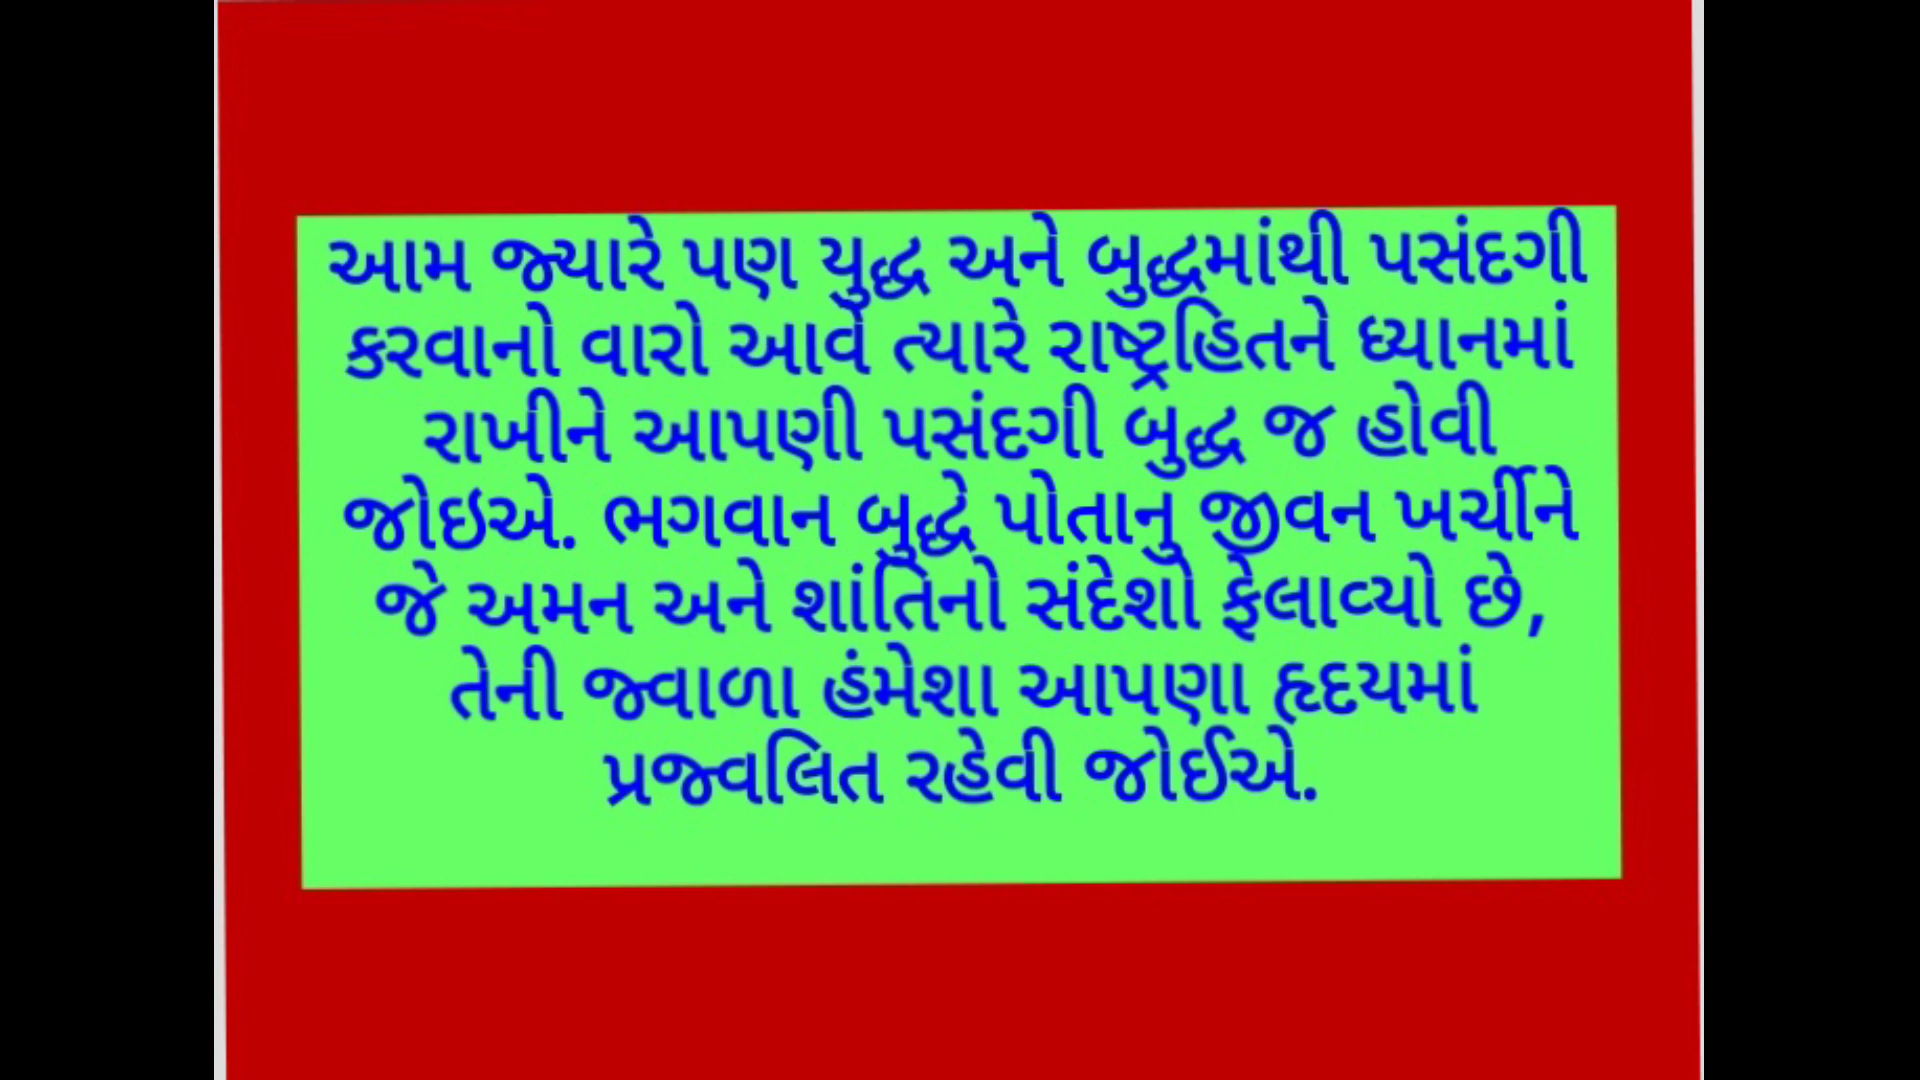 આમ જ્યારે પણ યુદ્ધ અને બુદ્ધમાંથી પસંદગી
કરવાનો વારો આવે ત્યારે રાષ્ટ્રહિતને ધ્યાનમાં
રાખીને આપણી પસંદગી બુદ્ધ જ હોવી
જોઇએ. ભગવાન બુદ્ધે પોતાનુ જીવન ખર્ચીને
જે અમન અને શાંતિનો સંદેશો ફેલાવ્યો છે,
તેની જ્વાળા હંમેશા આપણા હૃદયમાં
પ્રજ્વલિત રહેવી જોઈએ.